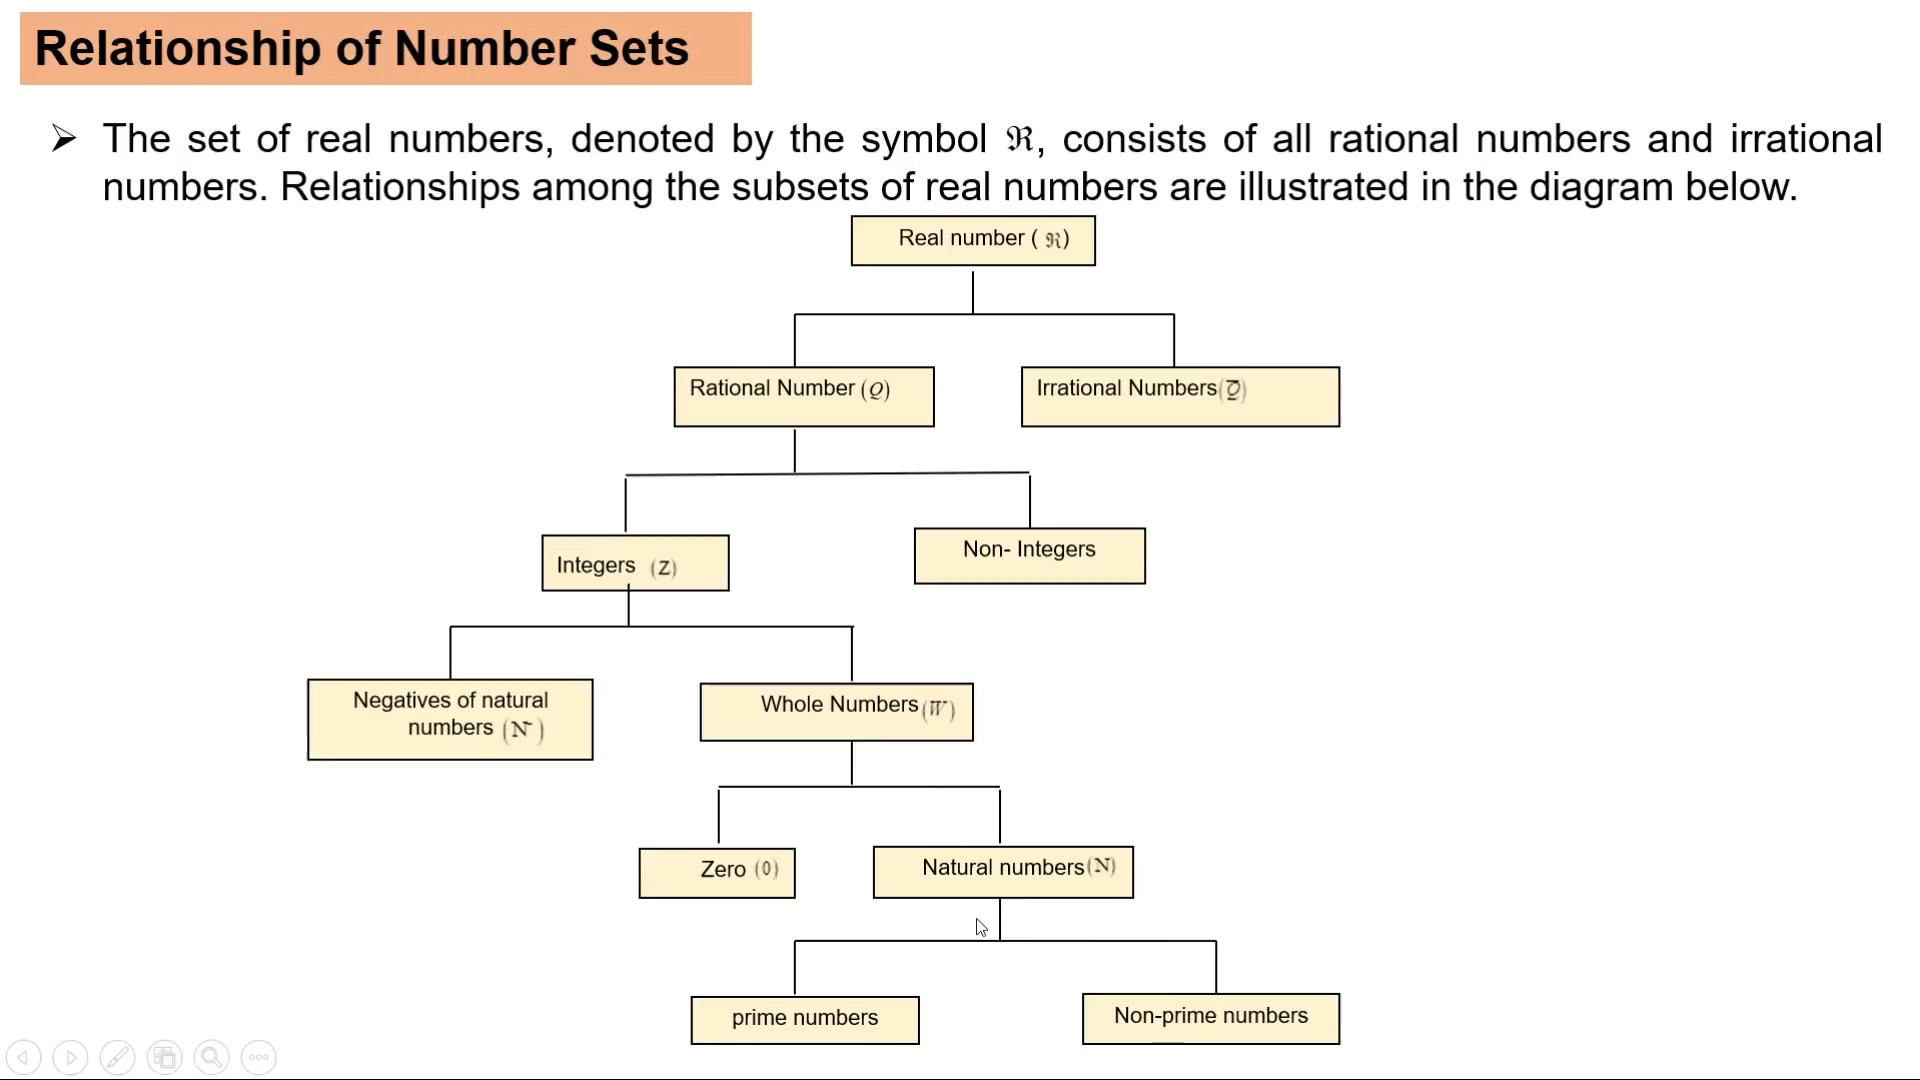 Relationship of Number Sets
➢ The set of real numbers, denoted by the symbol ℜ, consists of all rational numbers and irrational
numbers. Relationships among the subsets of real numbers are illustrated in the diagram below.
Real number ( ℜ)
Rational Number (Q)
Irrational Numbers(Q̅)
Integers (Z)
Non- Integers
Negatives of natural
numbers (N⁻)
Whole Numbers(W)
Zero (0)
Natural numbers(N)
prime numbers
Non-prime numbers